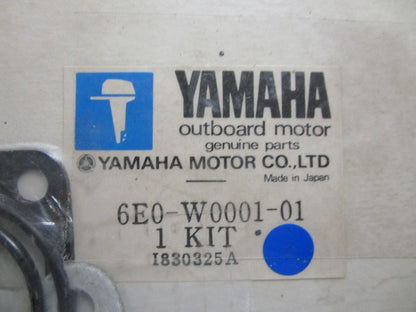 YAMAHA
outboard motor
genuine parts
YAMAHA MOTOR CO.,LTD
Made in Japan
6E0-W0001-01
1 KIT
I830325A